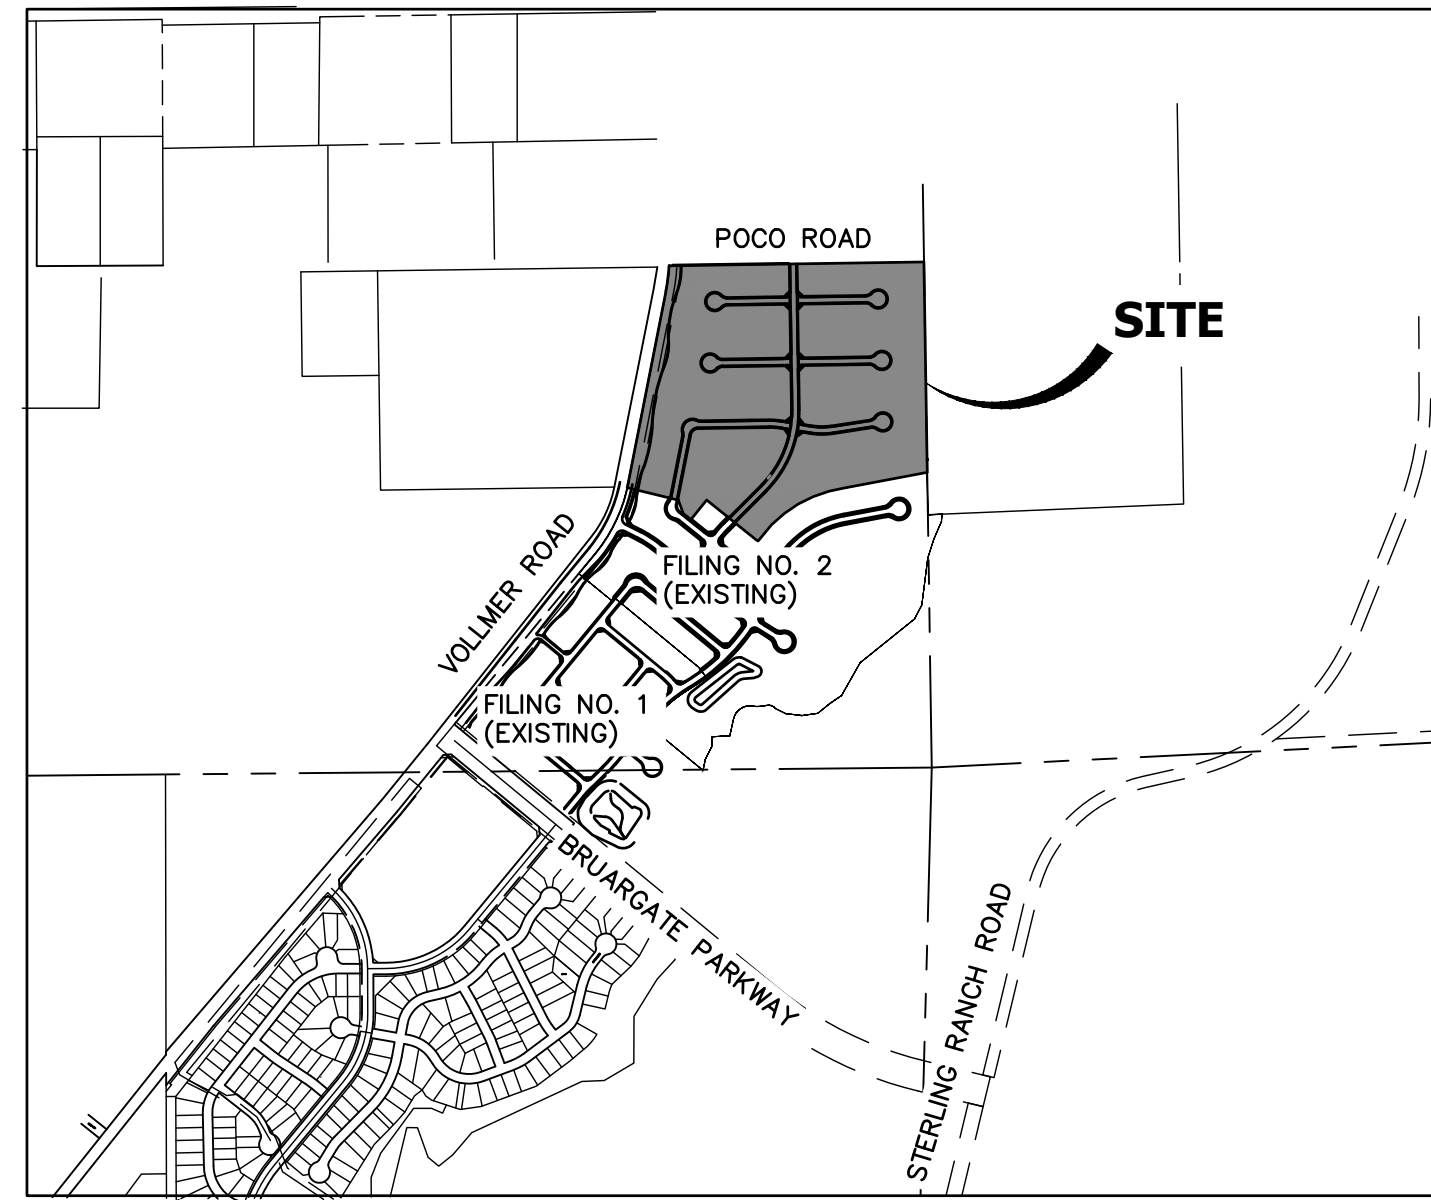 POCO ROAD
SITE
VOLLMER ROAD
FILING NO. 2
(EXISTING)
FILING NO. 1
(EXISTING)
BRUARGATE PARKWAY
STERLING RANCH ROAD